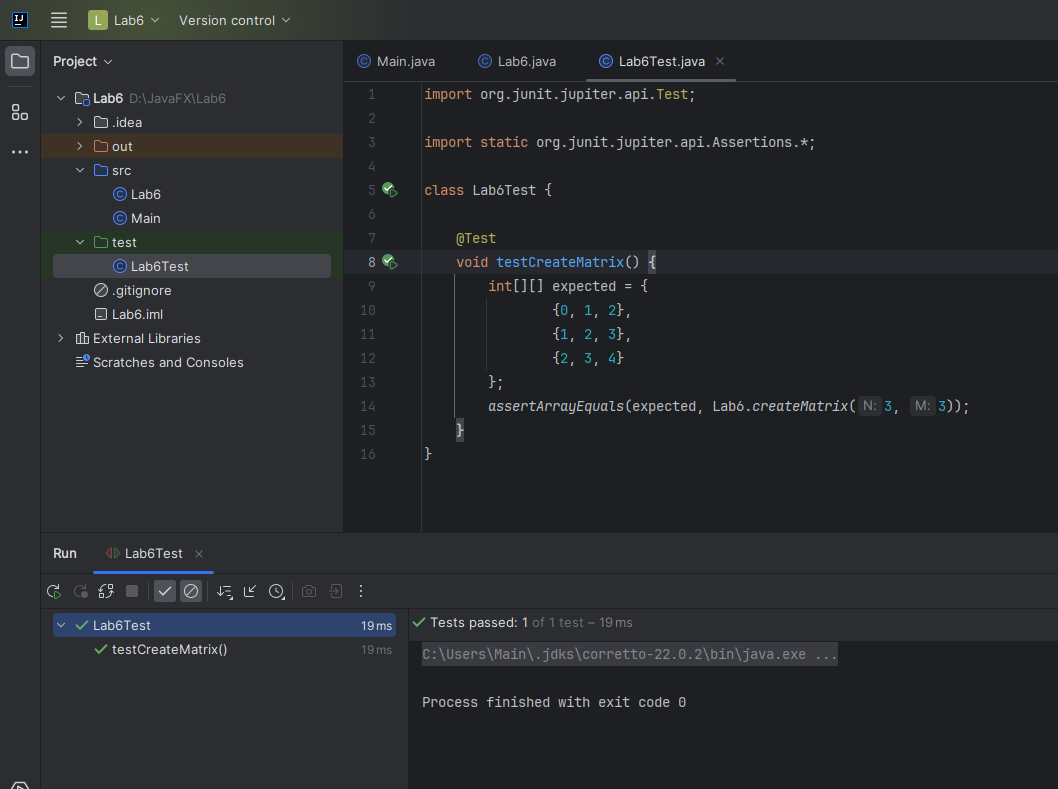 L Lab6 Version control
Project
Lab6 D:\JavaFX\Lab6
.idea
out
src
Lab6
Main
test
Lab6Test
.gitignore
Lab6.iml
External Libraries
Scratches and Consoles
Main.java Lab6.java Lab6Test.java
1 import org.junit.jupiter.api.Test;
2
3 import static org.junit.jupiter.api.Assertions.*;
4
5 class Lab6Test {
6
7 @Test
8 void testCreateMatrix() {
9 int[][] expected = {
10 {0, 1, 2},
11 {1, 2, 3},
12 {2, 3, 4}
13 };
14 assertArrayEquals(expected, Lab6.createMatrix( N: 3, M: 3));
15 }
16 }
Run Lab6Test
Lab6Test 19 ms
testCreateMatrix() 19 ms
Tests passed: 1 of 1 test – 19 ms
C:\Users\Main\.jdks\corretto-22.0.2\bin\java.exe ...
Process finished with exit code 0